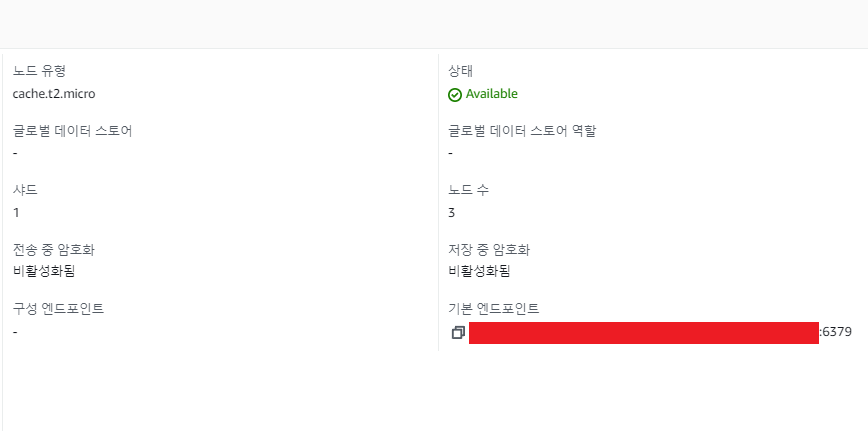 노드 유형
cache.t2.micro
상태
Available
글로벌 데이터 스토어
-
글로벌 데이터 스토어 역할
-
샤드
1
노드 수
3
전송 중 암호화
비활성화됨
저장 중 암호화
비활성화됨
구성 엔드포인트
-
기본 엔드포인트
:6379